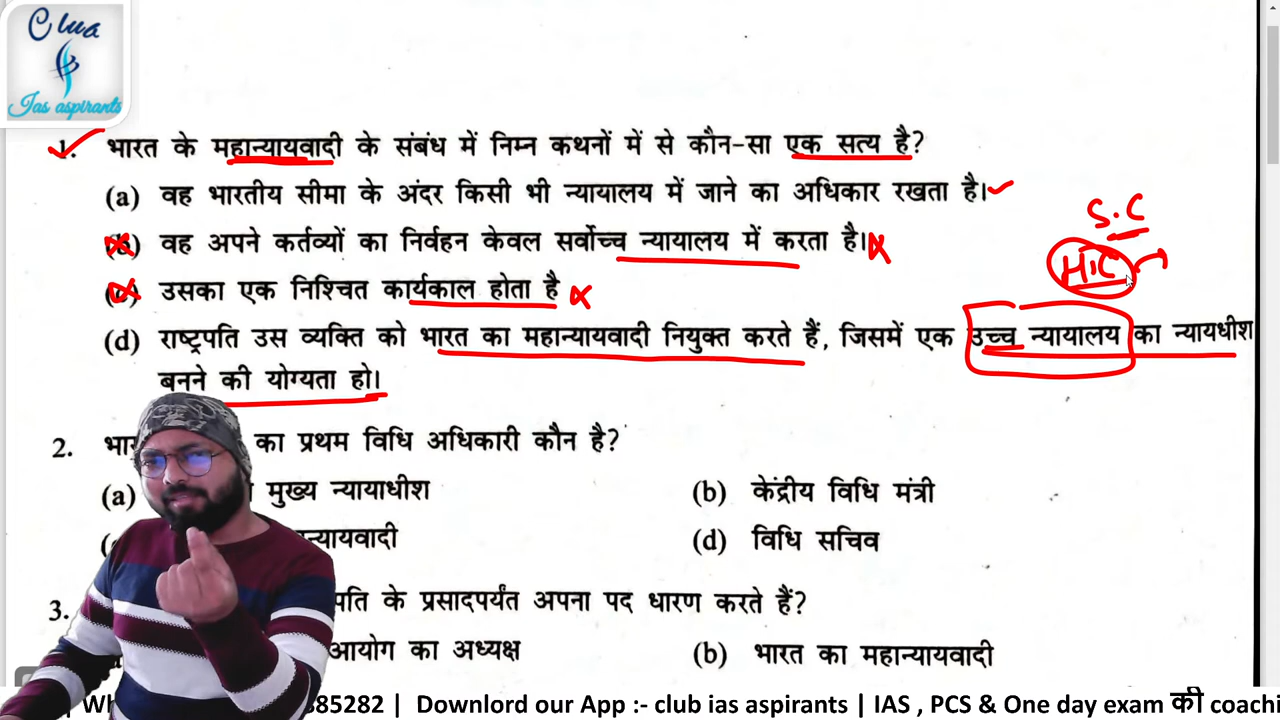 Clua
Ias aspirants
1. भारत के महान्यायवादी के संबंध में निम्न कथनों में से कौन-सा एक सत्य है?
(a) वह भारतीय सीमा के अंदर किसी भी न्यायालय में जाने का अधिकार रखता है।
S.C
(b) वह अपने कर्तव्यों का निर्वहन केवल सर्वोच्च न्यायालय में करता है।
H.C
(c) उसका एक निश्चित कार्यकाल होता है
(d) राष्ट्रपति उस व्यक्ति को भारत का महान्यायवादी नियुक्त करते हैं, जिसमें एक उच्च न्यायालय का न्यायधीश
बनने की योग्यता हो।
2. का प्रथम विधि अधिकारी कौन है?
(a) मुख्य न्यायाधीश (b) केंद्रीय विधि मंत्री
(d) विधि सचिव
3. के प्रसादपर्यंत अपना पद धारण करते हैं?
आयोग का अध्यक्ष (b) भारत का महान्यायवादी
| 385282 | Downlord our App :- club ias aspirants | IAS , PCS & One day exam की